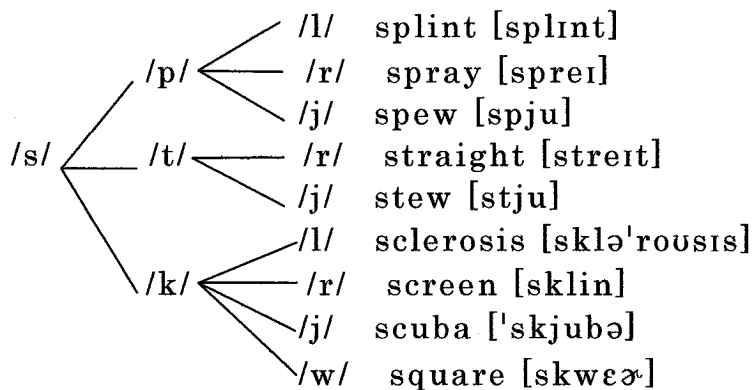 /l/ splint [splɪnt]
/p/ /r/ spray [spreɪ]
/j/ spew [spju]
/s/ /t/ /r/ straight [streɪt]
/j/ stew [stju]
/l/ sclerosis [sklə'roʊsɪs]
/k/ /r/ screen [sklin]
/j/ scuba ['skjubə]
/w/ square [skwɛɚ]